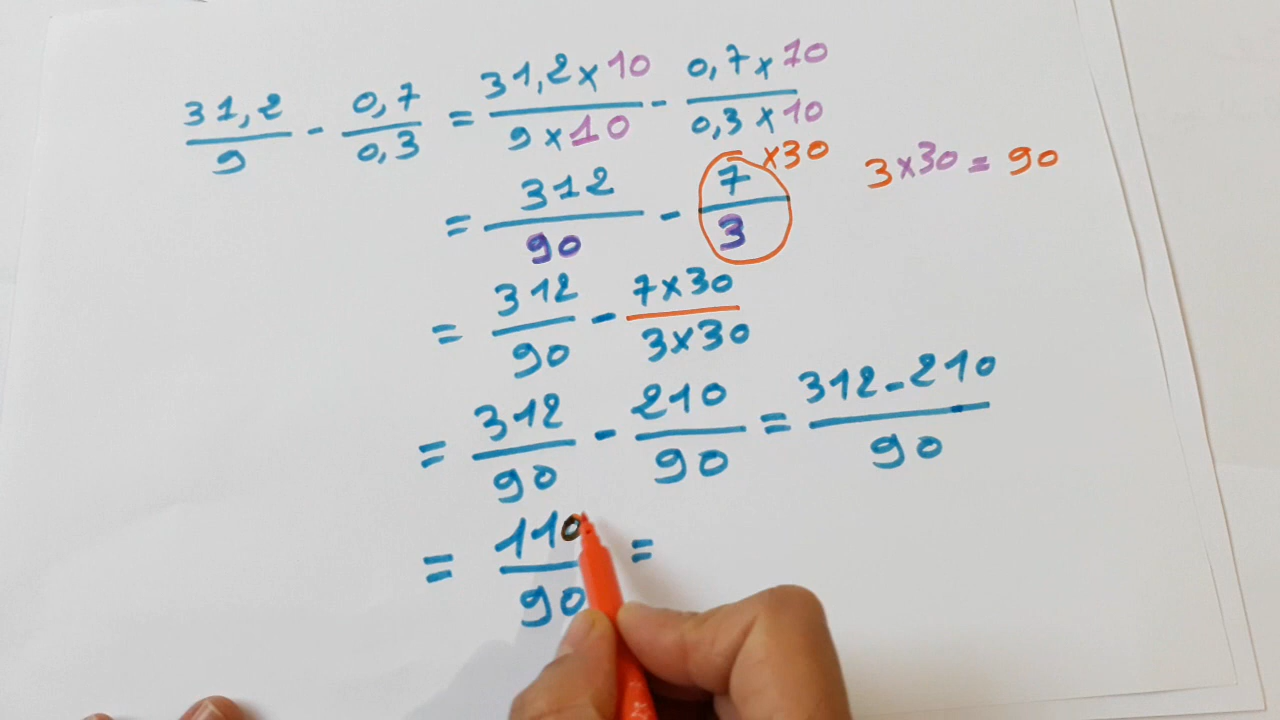 31,2/9 - 0,7/0,3 = 31,2×10/9×10 - 0,7×10/0,3×10
= 312/90 - 7/3 ×30 3×30=90
= 312/90 - 7×30/3×30
= 312/90 - 210/90 = 312-210/90
= 110/90 =